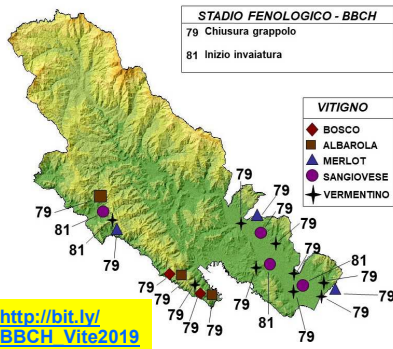 STADIO FENOLOGICO - BBCH
79 Chiusura grappolo
81 Inizio invaiatura
VITIGNO
BOSCO
ALBAROLA
MERLOT
SANGIOVESE
VERMENTINO
79
79
79
79
79
81
81
79
81
79
79
79
79
79
79
79
79
81
79
79
http://bit.ly/
BBCH_Vite2019